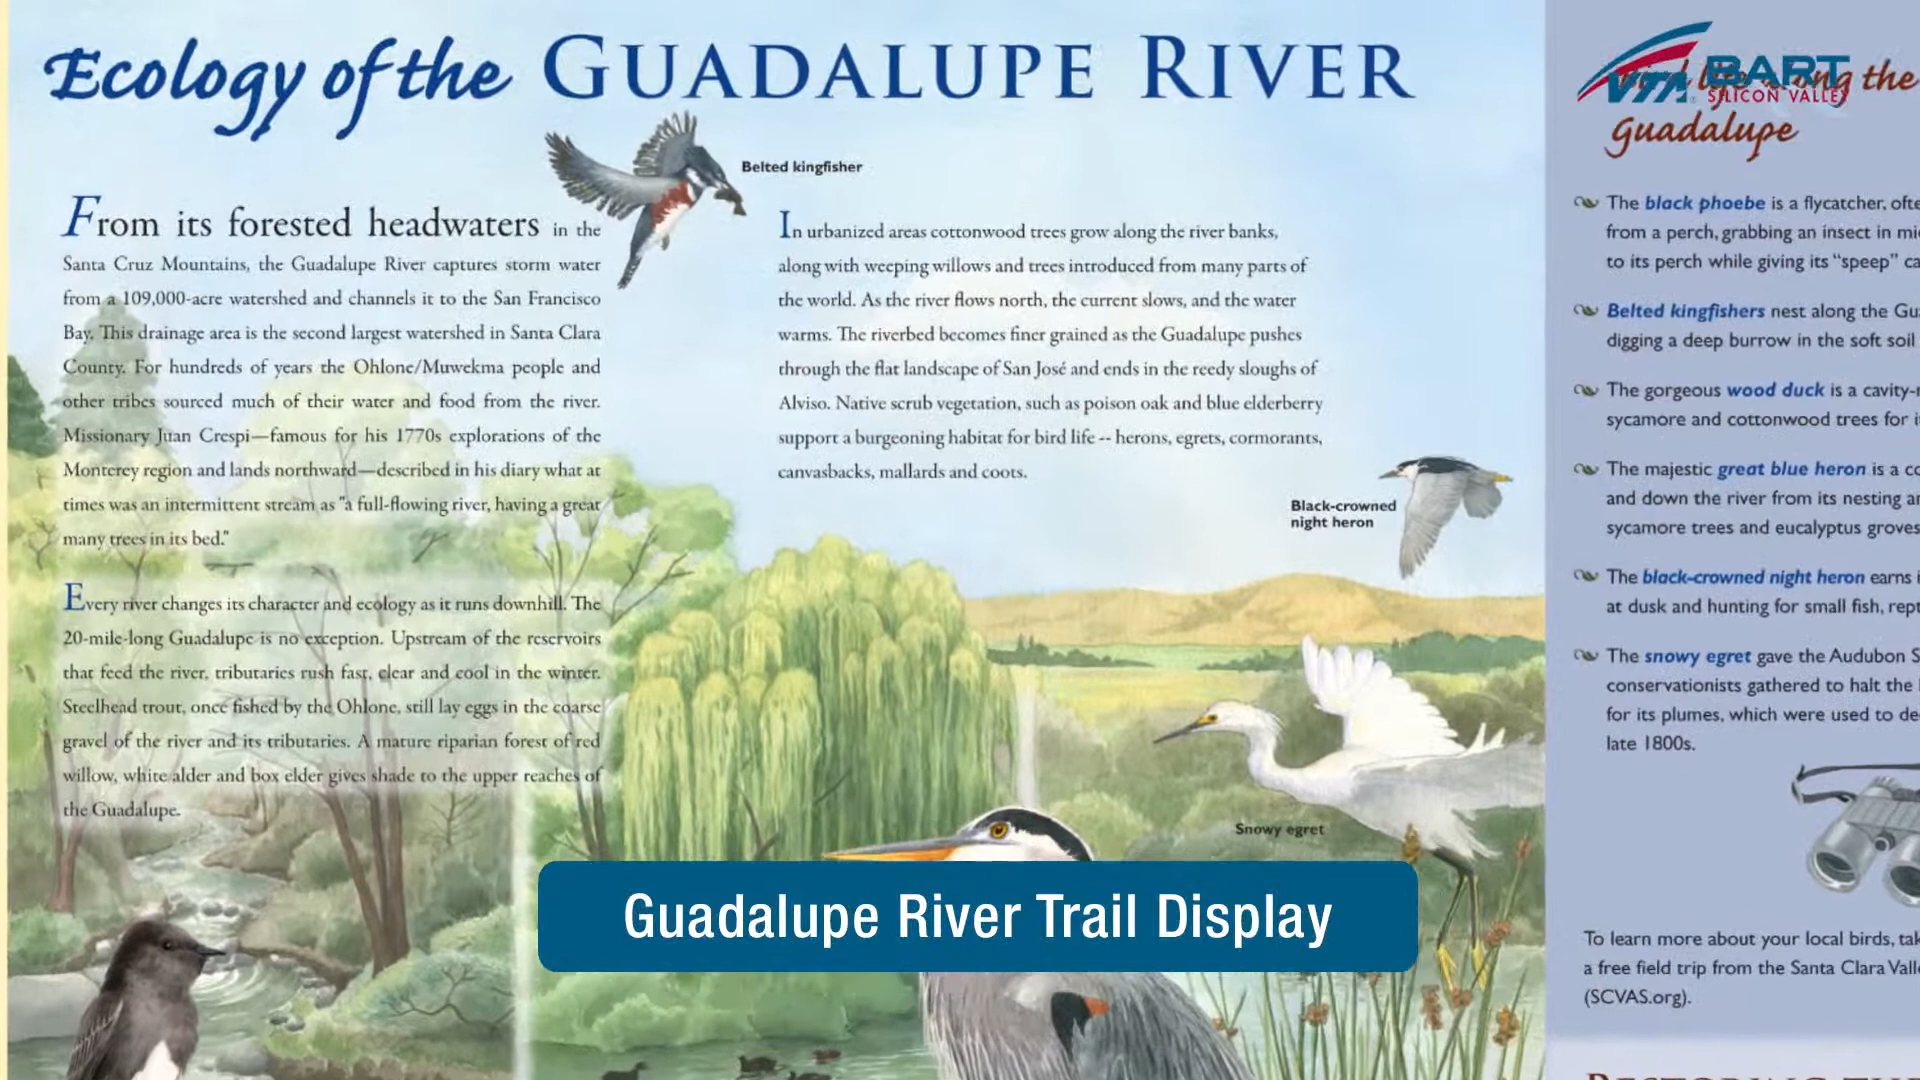 Ecology of the GUADALUPE RIVER
Belted kingfisher
From its forested headwaters in the
Santa Cruz Mountains, the Guadalupe River captures storm water
from a 109,000-acre watershed and channels it to the San Francisco
Bay. This drainage area is the second largest watershed in Santa Clara
County. For hundreds of years the Ohlone/Muwekma people and
other tribes sourced much of their water and food from the river.
Missionary Juan Crespi—famous for his 1770s explorations of the
Monterey region and lands northward—described in his diary what at
times was an intermittent stream as "a full-flowing river, having a great
many trees in its bed."
Every river changes its character and ecology as it runs downhill. The
20-mile-long Guadalupe is no exception. Upstream of the reservoirs
that feed the river, tributaries rush fast, clear and cool in the winter.
Steelhead trout, once fished by the Ohlone, still lay eggs in the coarse
gravel of the river and its tributaries. A mature riparian forest of red
willow, white alder and box elder gives shade to the upper reaches of
the Guadalupe.
In urbanized areas cottonwood trees grow along the river banks,
along with weeping willows and trees introduced from many parts of
the world. As the river flows north, the current slows, and the water
warms. The riverbed becomes finer grained as the Guadalupe pushes
through the flat landscape of San José and ends in the reedy sloughs of
Alviso. Native scrub vegetation, such as poison oak and blue elderberry
support a burgeoning habitat for bird life -- herons, egrets, cormorants,
canvasbacks, mallards and coots.
Black-crowned
night heron
Snowy egret
Guadalupe River Trail Display
VTA BART
SILICON VALLEY
life along the
Guadalupe
The black phoebe is a flycatcher,
from a perch, grabbing an insect in
to its perch while giving its “speep”
Belted kingfishers nest along the
digging a deep burrow in the soft soil
The gorgeous wood duck is a
sycamore and cottonwood trees for
The majestic great blue heron is a
and down the river from its nesting
sycamore trees and eucalyptus groves
The black-crowned night heron earns
at dusk and hunting for small fish,
The snowy egret gave the Audubon
conservationists gathered to halt the
for its plumes, which were used to
late 1800s.
To learn more about your local birds,
a free field trip from the Santa Clara
(SCVAS.org).